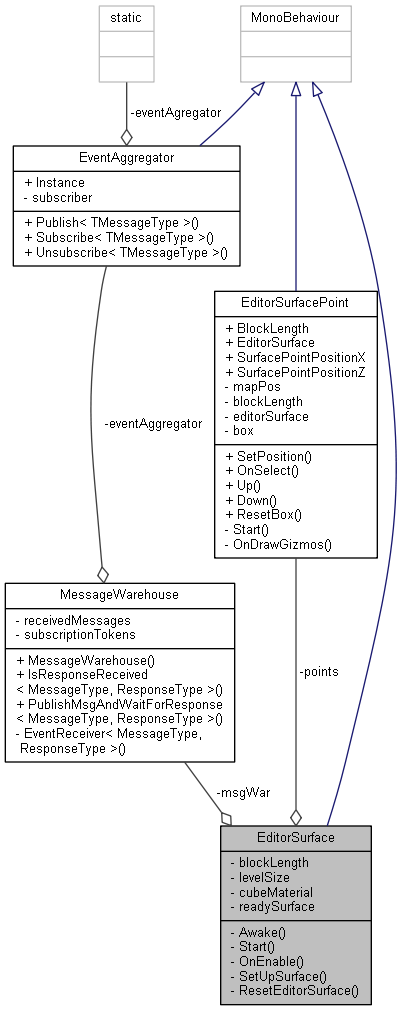 static
MonoBehaviour
-eventAgregator
EventAggregator
+ Instance
- subscriber
+ Publish< TMessageType >()
+ Subscribe< TMessageType >()
+ Unsubscribe< TMessageType >()
EditorSurfacePoint
+ BlockLength
+ EditorSurface
+ SurfacePointPositionX
+ SurfacePointPositionZ
- mapPos
- blockLength
- editorSurface
- box
+ SetPosition()
+ OnSelect()
+ Up()
+ Down()
+ ResetBox()
- Start()
- OnDrawGizmos()
-eventAggregator
MessageWarehouse
- receivedMessages
- subscriptionTokens
+ MessageWarehouse()
+ IsResponseReceived
< MessageType, ResponseType >()
+ PublishMsgAndWaitForResponse
< MessageType, ResponseType >()
- EventReceiver< MessageType,
ResponseType >()
-points
-msgWar
EditorSurface
- blockLength
- levelSize
- cubeMaterial
- readySurface
- Awake()
- Start()
- OnEnable()
- SetUpSurface()
- ResetEditorSurface()